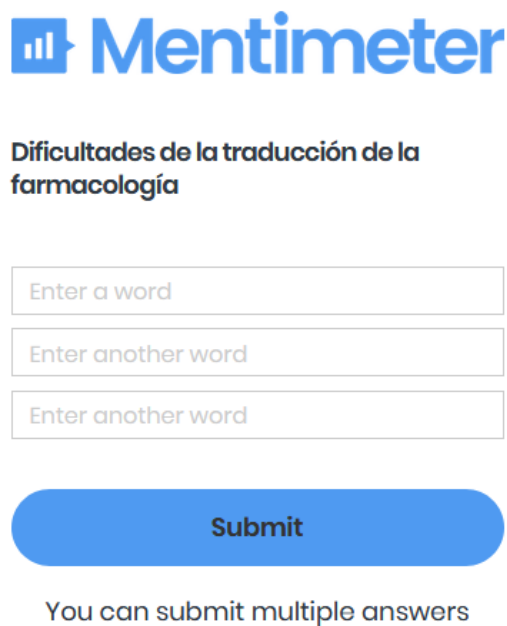 Mentimeter
Dificultades de la traducción de la
farmacología
Enter a word
Enter another word
Enter another word
Submit
You can submit multiple answers